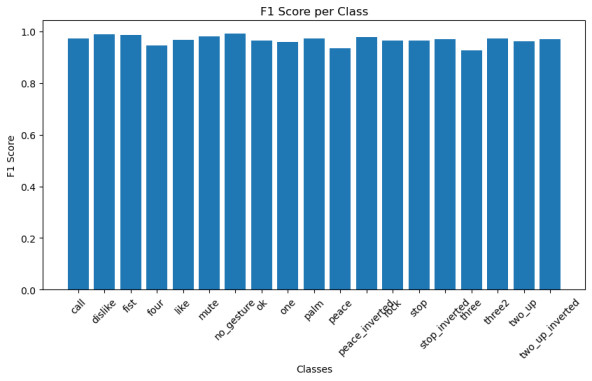 F1 Score per Class
F1 Score
1.0
0.8
0.6
0.4
0.2
0.0
call
dislike
fist
four
like
mute
no_gesture
ok
one
palm
peace
peace_inverted
rock
stop
stop_inverted
three
three2
two_up
two_up_inverted
Classes